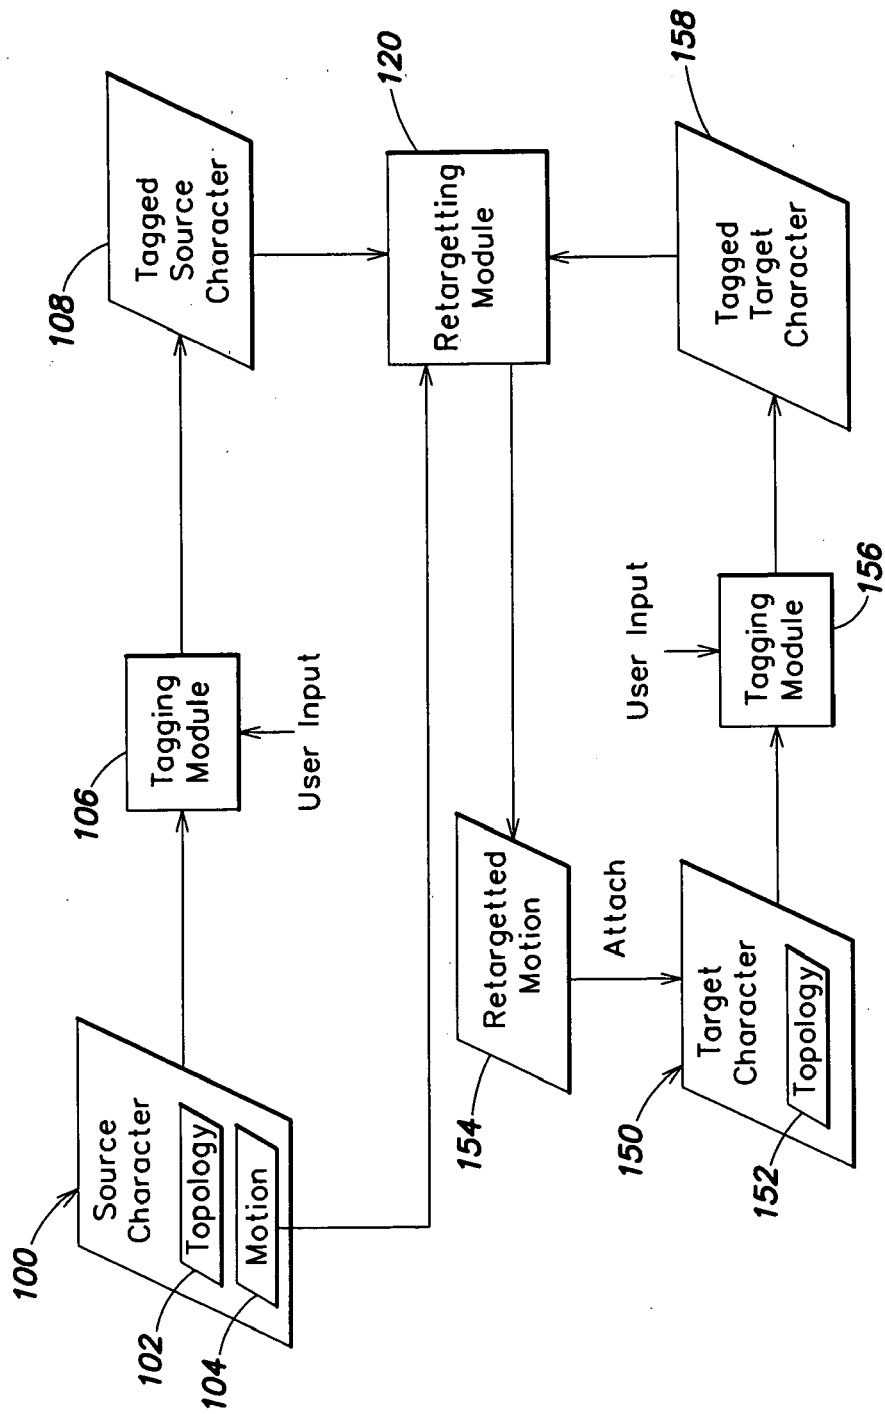 100
Source
Character
102
Topology
104
Motion
106
Tagging
Module
User Input
108
Tagged
Source
Character
120
Retargetting
Module
154
Retargetted
Motion
Attach
150
Target
Character
152
Topology
User Input
Tagging
Module
156
Tagged
Target
Character
158